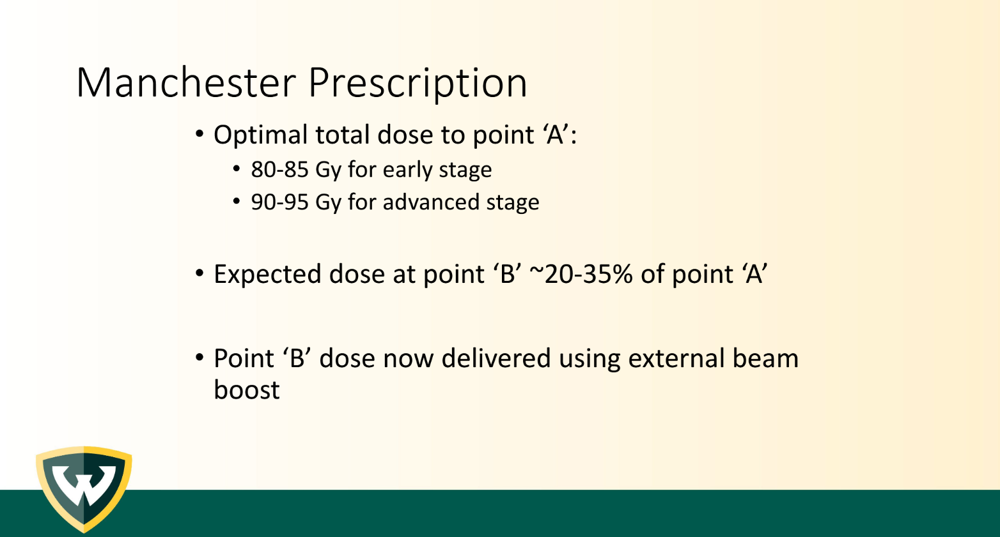 Manchester Prescription
• Optimal total dose to point ‘A’:
• 80-85 Gy for early stage
• 90-95 Gy for advanced stage
• Expected dose at point ‘B’ ~20-35% of point ‘A’
• Point ‘B’ dose now delivered using external beam
boost
W